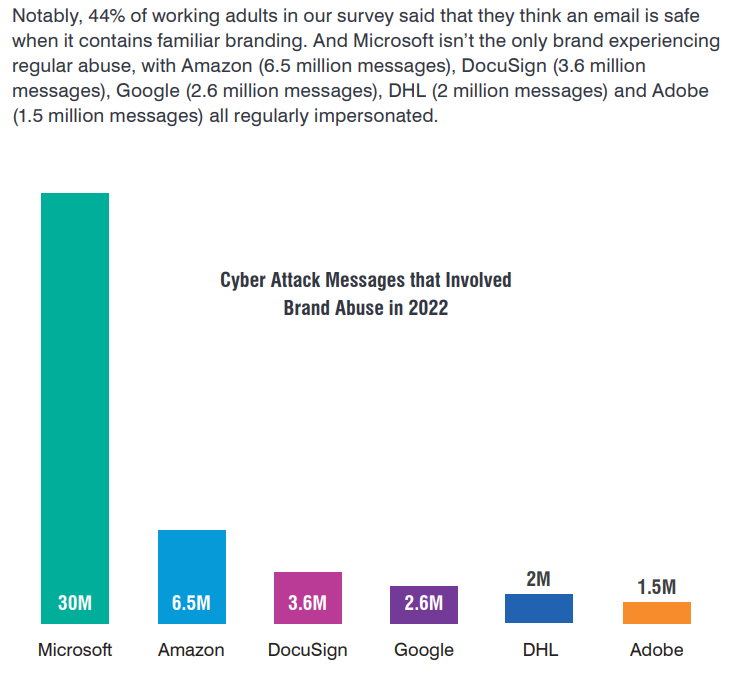 Notably, 44% of working adults in our survey said that they think an email is safe
when it contains familiar branding. And Microsoft isn’t the only brand experiencing
regular abuse, with Amazon (6.5 million messages), DocuSign (3.6 million
messages), Google (2.6 million messages), DHL (2 million messages) and Adobe
(1.5 million messages) all regularly impersonated.
Cyber Attack Messages that Involved
Brand Abuse in 2022
30M
6.5M
3.6M
2.6M
2M
1.5M
Microsoft
Amazon
DocuSign
Google
DHL
Adobe